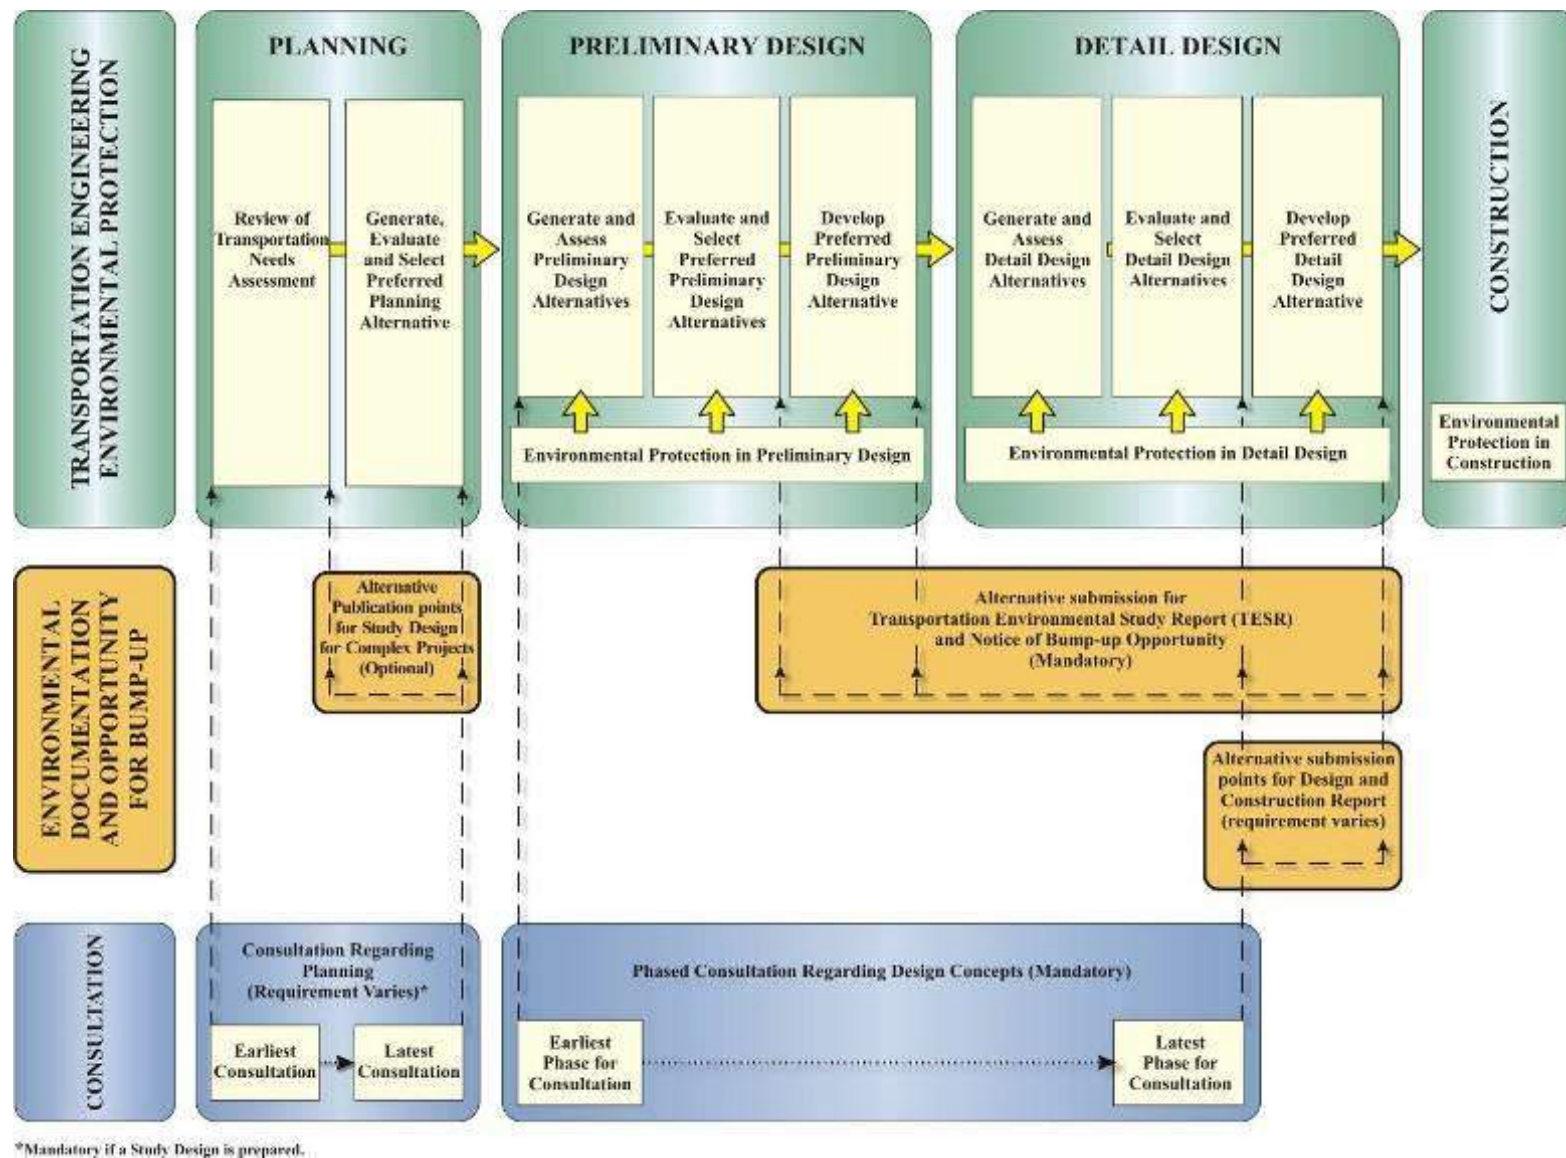 TRANSPORTATION ENGINEERING
ENVIRONMENTAL PROTECTION
PLANNING
Review of
Transportation
Needs
Assessment
Generate,
Evaluate
and Select
Preferred
Planning
Alternative
PRELIMINARY DESIGN
Generate and
Assess
Preliminary
Design
Alternatives
Evaluate and
Select
Preferred
Preliminary
Design
Alternatives
Develop
Preferred
Preliminary
Design
Alternative
Environmental Protection in Preliminary Design
DETAIL DESIGN
Generate and
Assess
Detail Design
Alternatives
Evaluate and
Select
Detail Design
Alternatives
Develop
Preferred
Detail
Design
Alternative
Environmental Protection in Detail Design
CONSTRUCTION
Environmental
Protection in
Construction
ENVIRONMENTAL
DOCUMENTATION
AND OPPORTUNITY
FOR BUMP-UP
Alternative
Publication points
for Study Design
for Complex Projects
(Optional)
Alternative submission for
Transportation Environmental Study Report (TESR)
and Notice of Bump-up Opportunity
(Mandatory)
Alternative submission
points for Design and
Construction Report
(requirement varies)
CONSULTATION
Consultation Regarding
Planning
(Requirement Varies)*
Earliest
Consultation
Latest
Consultation
Phased Consultation Regarding Design Concepts (Mandatory)
Earliest
Phase for
Consultation
Latest
Phase for
Consultation
*Mandatory if a Study Design is prepared.